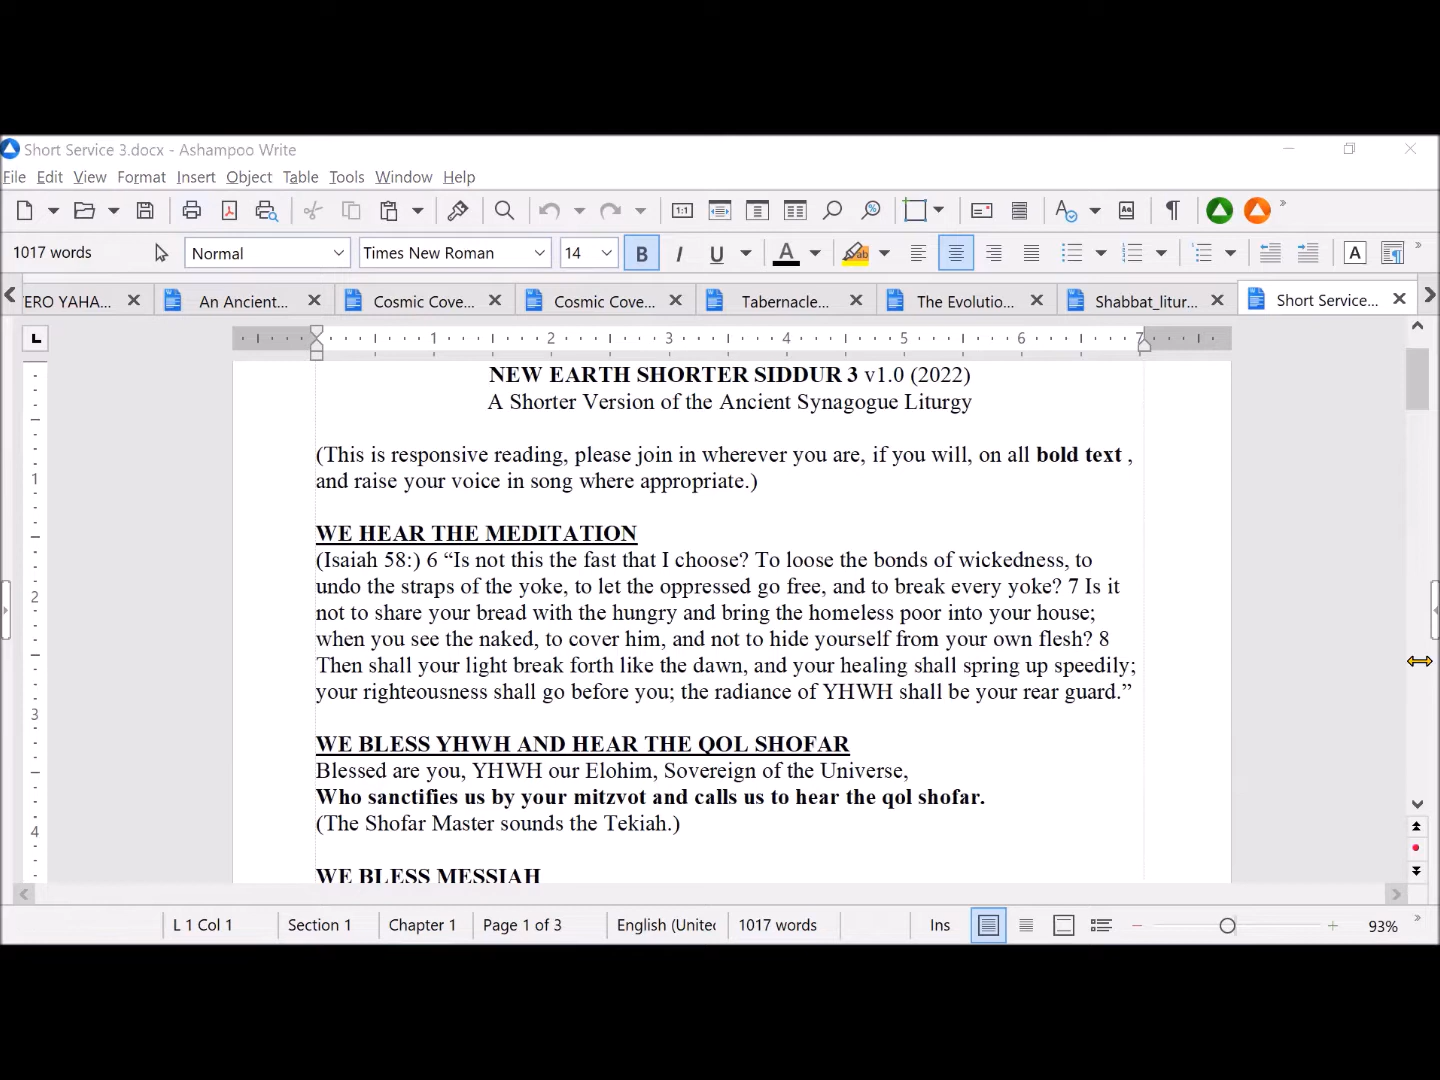 Short Service 3.docx - Ashampoo Write
File Edit View Format Insert Object Table Tools Window Help
1017 words Normal Times New Roman 14 B I U A A
ERO YAHA... An Ancient... Cosmic Cove... Cosmic Cove... Tabernacle... The Evolutio... Shabbat_litur... Short Service...
1 2 3 4 5 6 7
NEW EARTH SHORTER SIDDUR 3 v1.0 (2022)
A Shorter Version of the Ancient Synagogue Liturgy
(This is responsive reading, please join in wherever you are, if you will, on all bold text ,
and raise your voice in song where appropriate.)
WE HEAR THE MEDITATION
(Isaiah 58:) 6 “Is not this the fast that I choose? To loose the bonds of wickedness, to
undo the straps of the yoke, to let the oppressed go free, and to break every yoke? 7 Is it
not to share your bread with the hungry and bring the homeless poor into your house;
when you see the naked, to cover him, and not to hide yourself from your own flesh? 8
Then shall your light break forth like the dawn, and your healing shall spring up speedily;
your righteousness shall go before you; the radiance of YHWH shall be your rear guard.”
WE BLESS YHWH AND HEAR THE QOL SHOFAR
Blessed are you, YHWH our Elohim, Sovereign of the Universe,
Who sanctifies us by your mitzvot and calls us to hear the qol shofar.
(The Shofar Master sounds the Tekiah.)
WE BLESS MESSIAH
1
2
3
4
L 1 Col 1 Section 1 Chapter 1 Page 1 of 3 English (Unite 1017 words Ins 93%